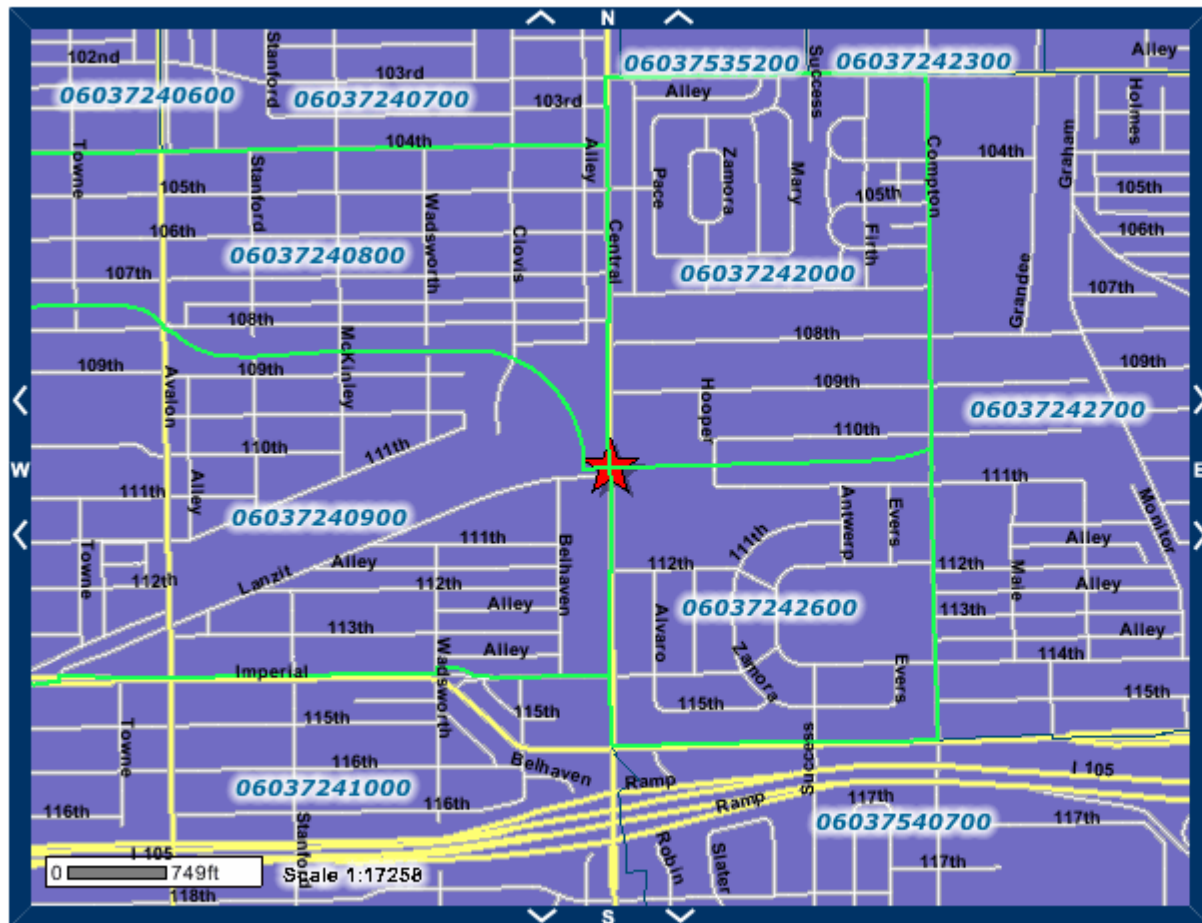 N
Alley
102nd
Stanford
103rd
06037535200
Success
06037242300
06037240600
06037240700
103rd
Alley
Holmes
104th
Alley
Compton
104th
Graham
Towne
105th
Stanford
Pace
Zamora
Mary
105th
105th
106th
Wadsworth
Clovis
Central
Firth
106th
06037240800
06037242000
107th
Grandee
107th
108th
McKinley
108th
109th
109th
109th
109th
Avalon
Hooper
06037242700
110th
111th
110th
W
E
111th
Alley
111th
Antwerp
Evers
Monitor
06037240900
111th
Belhaven
111th
Alley
Towne
Alley
112th
112th
112th
112th
Lanzit
Male
Alley
Alley
06037242600
113th
113th
Alvaro
Alley
Alley
Wadsworth
Zamora
114th
Imperial
Evers
115th
115th
115th
115th
Towne
Success
116th
Belhaven
Ramp
I 105
06037241000
Ramp
116th
116th
117th
06037540700
117th
Stanford
Robin
Slater
117th
I 105
0 749ft
Scale 1:17258
118th
S